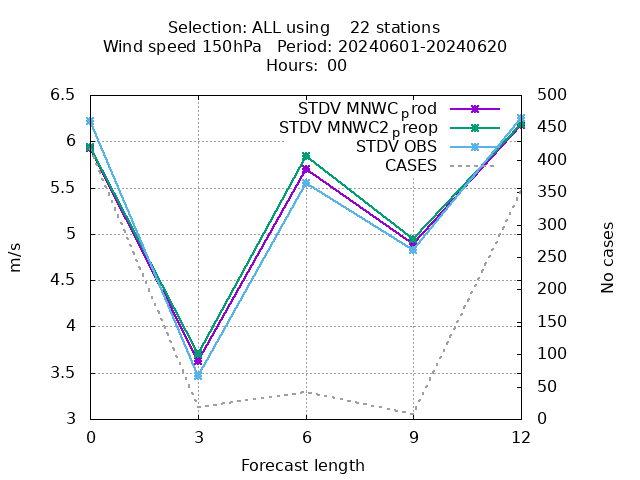 Selection: ALL using 22 stations
Wind speed 150hPa Period: 20240601-20240620
Hours: 00
6.5
6
5.5
5
4.5
4
3.5
3
m/s
STDV MNWC_prod
STDV MNWC2_preop
STDV OBS
CASES
500
450
400
350
300
250
200
150
100
50
0
No cases
0 3 6 9 12
Forecast length